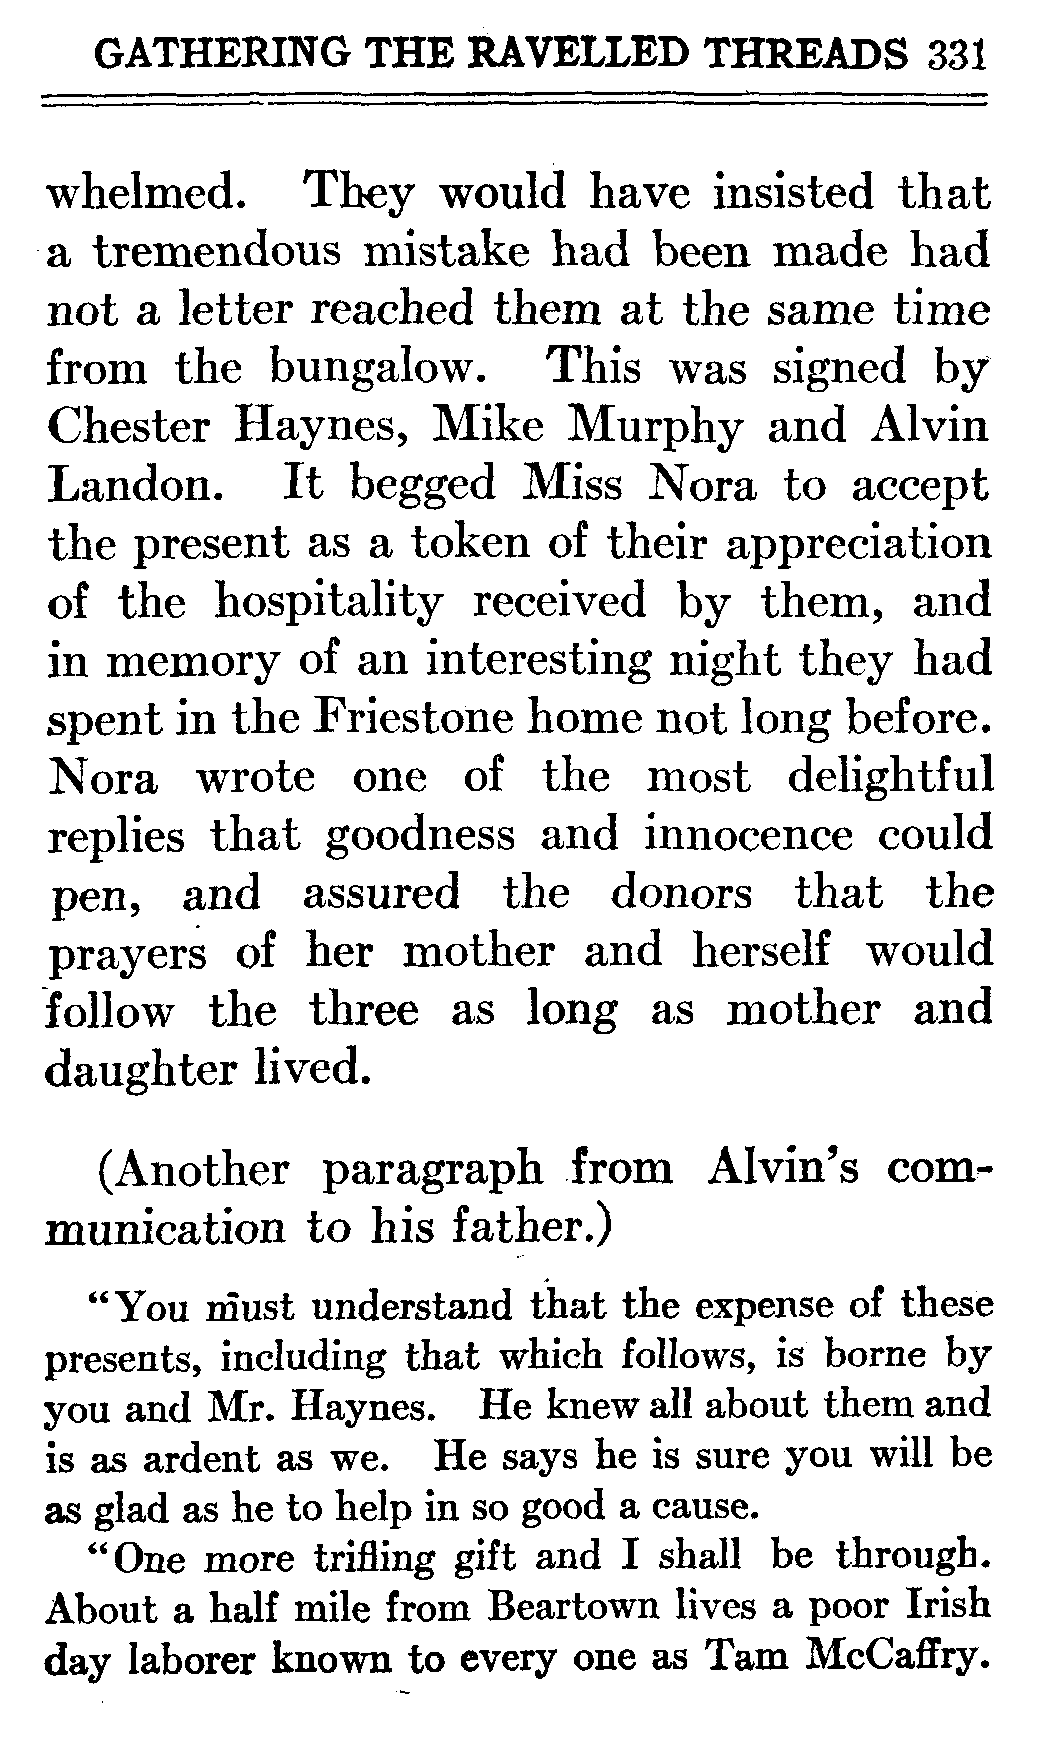 GATHERING THE RAVELLED THREADS 331
whelmed. They would have insisted that
a tremendous mistake had been made had
not a letter reached them at the same time
from the bungalow. This was signed by
Chester Haynes, Mike Murphy and Alvin
Landon. It begged Miss Nora to accept
the present as a token of their appreciation
of the hospitality received by them, and
in memory of an interesting night they had
spent in the Friestone home not long before.
Nora wrote one of the most delightful
replies that goodness and innocence could
pen, and assured the donors that the
prayers of her mother and herself would
follow the three as long as mother and
daughter lived.
(Another paragraph from Alvin's com-
munication to his father.)
"You must understand that the expense of these
presents, including that which follows, is borne by
you and Mr. Haynes. He knew all about them and
is as ardent as we. He says he is sure you will be
as glad as he to help in so good a cause.
"One more trifling gift and I shall be through.
About a half mile from Beartown lives a poor Irish
day laborer known to every one as Tam McCaffry.